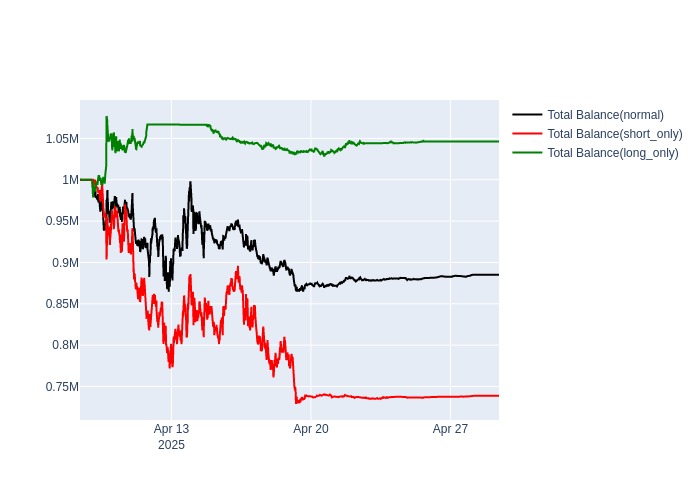 Total Balance(normal)
Total Balance(short_only)
Total Balance(long_only)
1.05M
1M
0.95M
0.9M
0.85M
0.8M
0.75M
Apr 13
2025
Apr 20
Apr 27